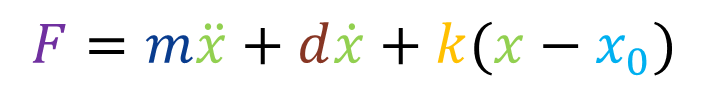 F = mẍ + dẋ + k(x − x₀)